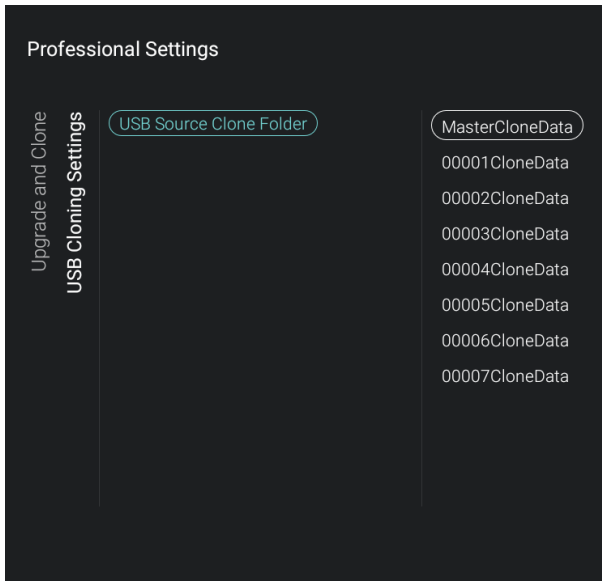 Professional Settings
Upgrade and Clone
USB Cloning Settings
USB Source Clone Folder
MasterCloneData
00001CloneData
00002CloneData
00003CloneData
00004CloneData
00005CloneData
00006CloneData
00007CloneData